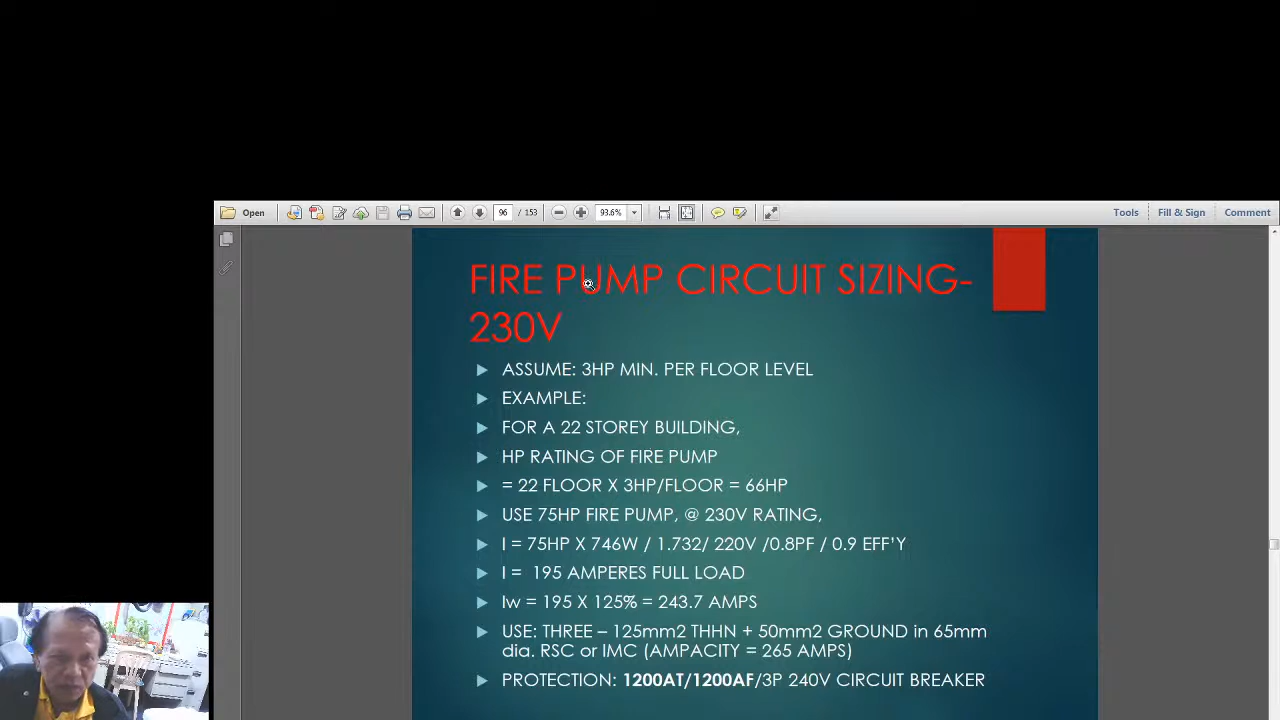 Open
96 / 153
93.6%
Tools
Fill & Sign
Comment
FIRE PUMP CIRCUIT SIZING-
230V
ASSUME: 3HP MIN. PER FLOOR LEVEL
EXAMPLE:
FOR A 22 STOREY BUILDING,
HP RATING OF FIRE PUMP
= 22 FLOOR X 3HP/FLOOR = 66HP
USE 75HP FIRE PUMP, @ 230V RATING,
I = 75HP X 746W / 1.732/ 220V /0.8PF / 0.9 EFF'Y
I = 195 AMPERES FULL LOAD
Iw = 195 X 125% = 243.7 AMPS
USE: THREE – 125mm2 THHN + 50mm2 GROUND in 65mm
dia. RSC or IMC (AMPACITY = 265 AMPS)
PROTECTION: 1200AT/1200AF/3P 240V CIRCUIT BREAKER